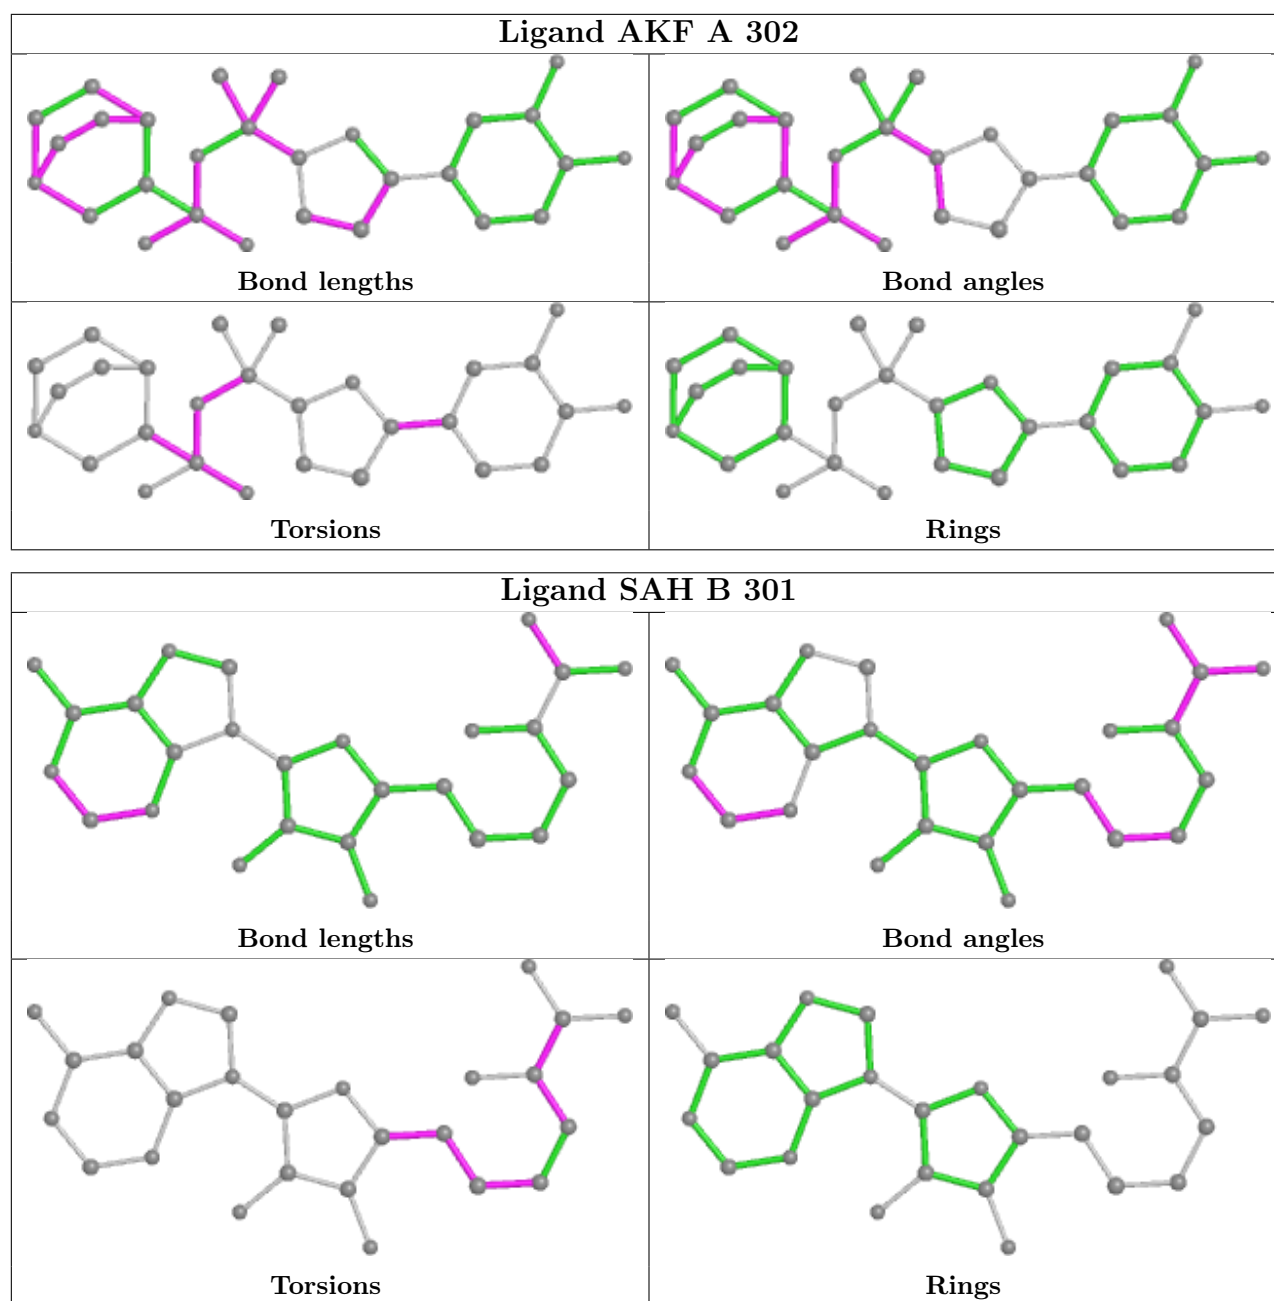 Ligand AKF A 302
Bond lengths
Bond angles
Torsions
Rings
Ligand SAH B 301
Bond lengths
Bond angles
Torsions
Rings